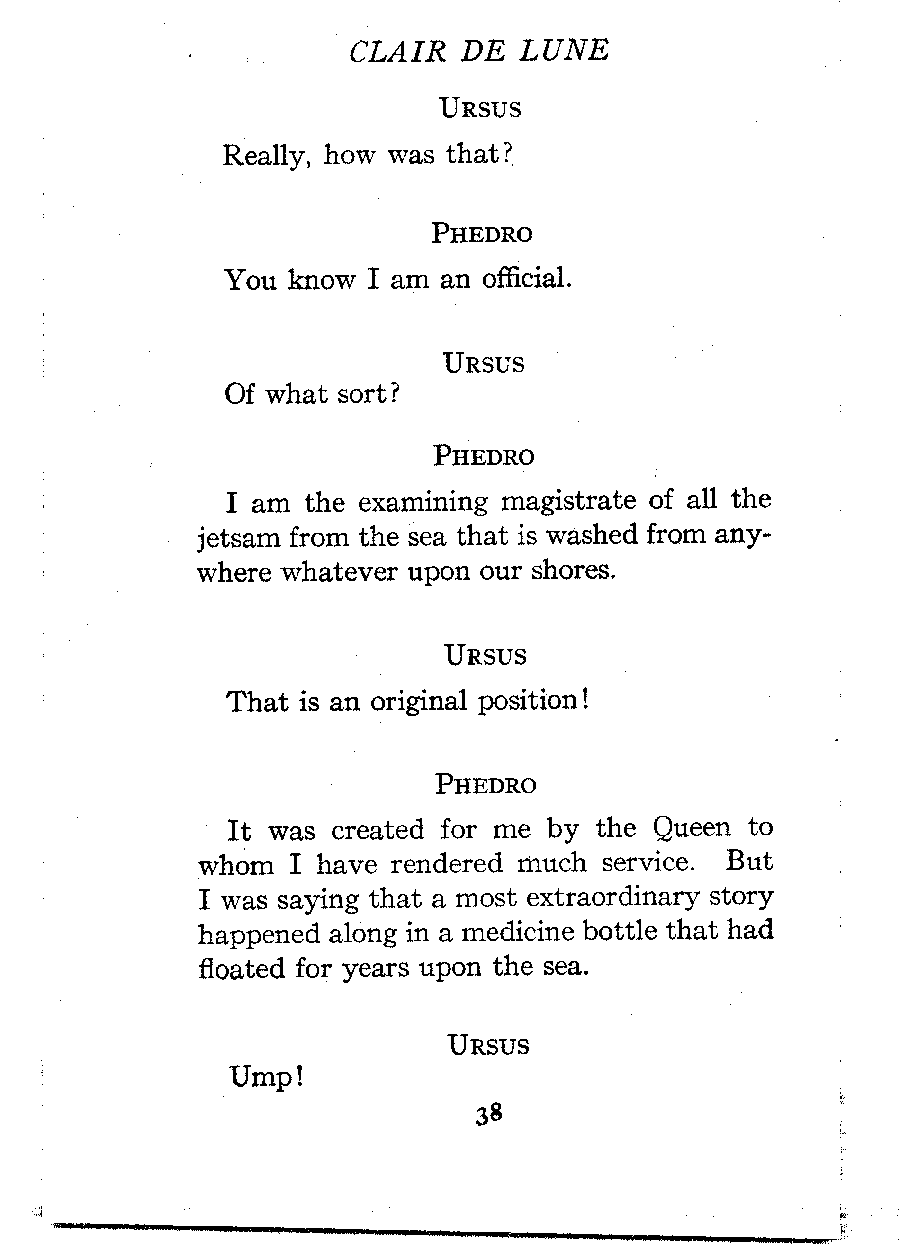 CLAIR DE LUNE
URSUS
Really, how was that?
PHEDRO
You know I am an official.
URSUS
Of what sort?
PHEDRO
I am the examining magistrate of all the
jetsam from the sea that is washed from any-
where whatever upon our shores.
URSUS
That is an original position!
PHEDRO
It was created for me by the Queen to
whom I have rendered much service. But
I was saying that a most extraordinary story
happened along in a medicine bottle that had
floated for years upon the sea.
URSUS
Ump!
38